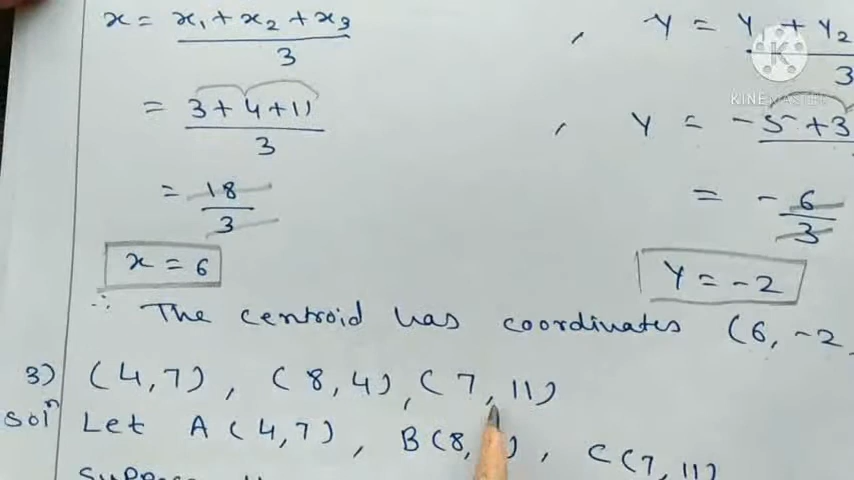 x = x₁ + x₂ + x₃ / 3 , Y = Y + Y₂ / 3
KINEMASTER
= 3 + 4 + 11 / 3 , Y = -5 + 3
= 18 / 3 = - 6 / 3
x = 6 Y = -2
∴ The centroid has coordinates (6, -2
3) (4,7), (8,4), (7,11)
Solⁿ Let A (4,7), B(8, ), C(7,11)